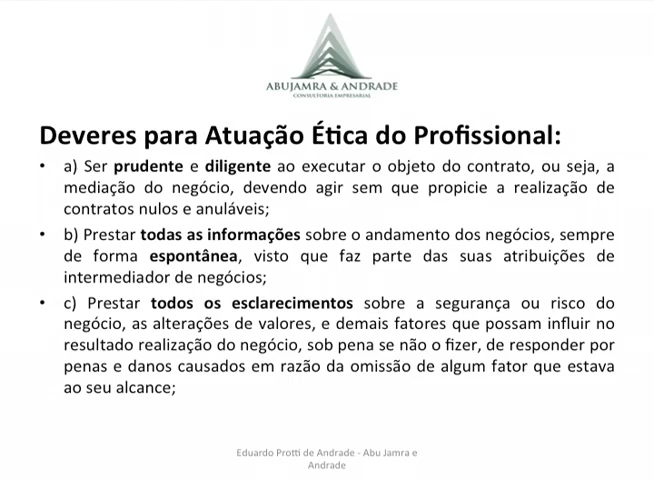 ABUJAMRA & ANDRADE
CONSULTORIA EMPRESARIAL
Deveres para Atuação Ética do Profissional:
• a) Ser prudente e diligente ao executar o objeto do contrato, ou seja, a
mediação do negócio, devendo agir sem que propicie a realização de
contratos nulos e anuláveis;
• b) Prestar todas as informações sobre o andamento dos negócios, sempre
de forma espontânea, visto que faz parte das suas atribuições de
intermediador de negócios;
• c) Prestar todos os esclarecimentos sobre a segurança ou risco do
negócio, as alterações de valores, e demais fatores que possam influir no
resultado realização do negócio, sob pena se não o fizer, de responder por
penas e danos causados em razão da omissão de algum fator que estava
ao seu alcance;
Eduardo Protti de Andrade - Abu Jamra e
Andrade